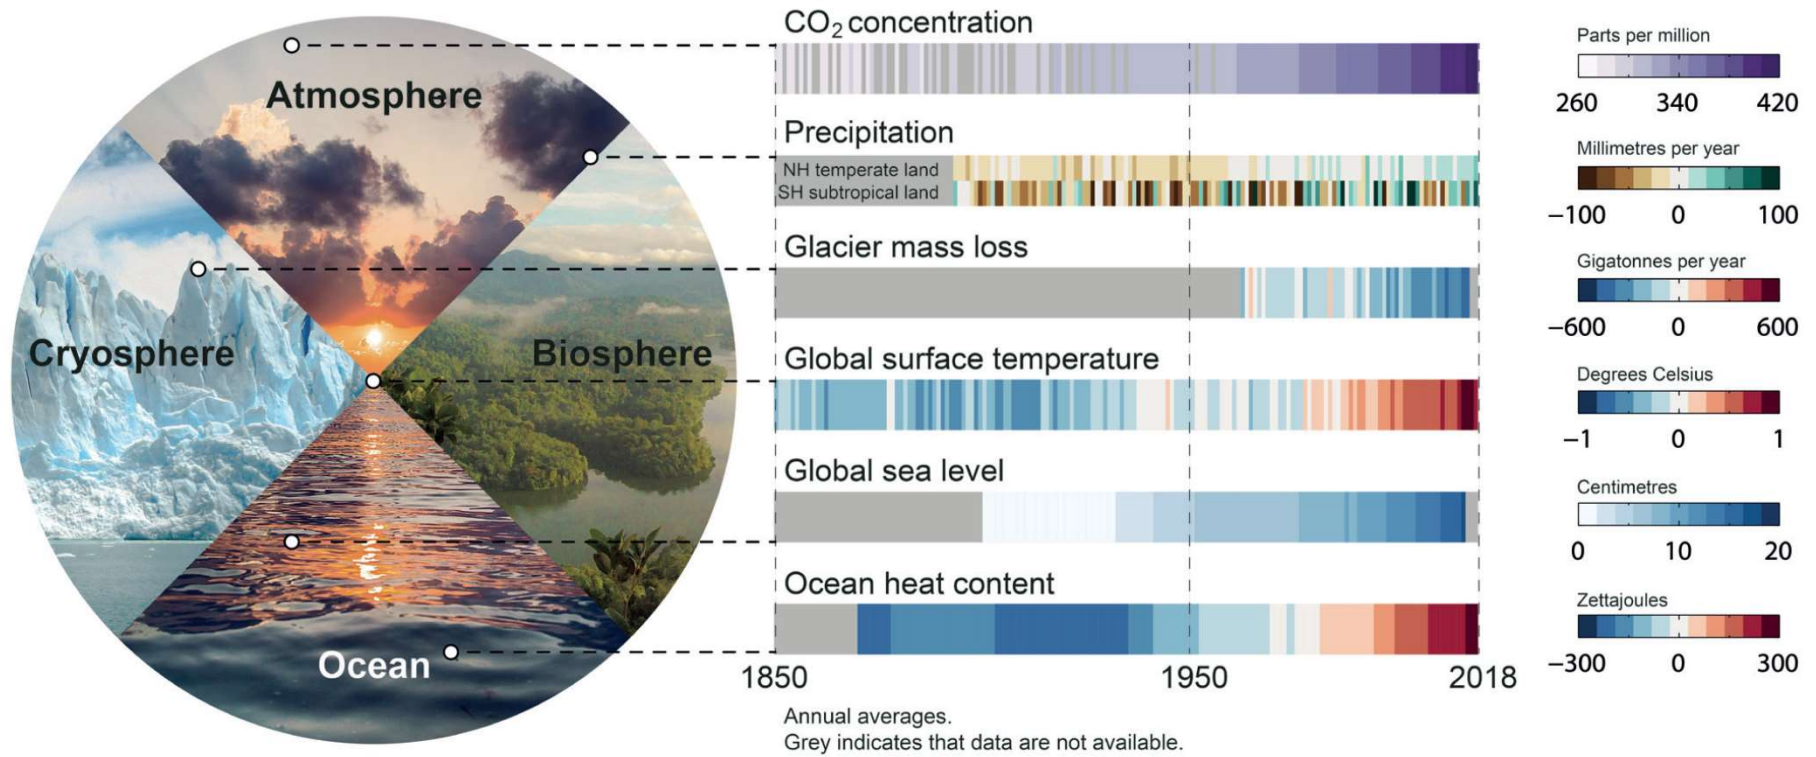 Atmosphere
Cryosphere
Biosphere
Ocean
CO₂ concentration
Precipitation
NH temperate land
SH subtropical land
Glacier mass loss
Global surface temperature
Global sea level
Ocean heat content
1850 1950 2018
Annual averages.
Grey indicates that data are not available.
Parts per million
260 340 420
Millimetres per year
−100 0 100
Gigatonnes per year
−600 0 600
Degrees Celsius
−1 0 1
Centimetres
0 10 20
Zettajoules
−300 0 300